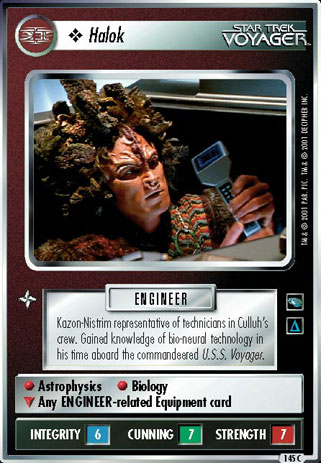 ❖ Halok
STAR TREK
VOYAGER
TM & © 2001 PAR. PIC. TM & © 2001 DECIPHER INC.
ENGINEER
Kazon-Nistrim representative of technicians in Culluh's
crew. Gained knowledge of bio-neural technology in
his time aboard the commandeered U.S.S. Voyager.
Astrophysics Biology
Any ENGINEER-related Equipment card
INTEGRITY 6 CUNNING 7 STRENGTH 7
145 C